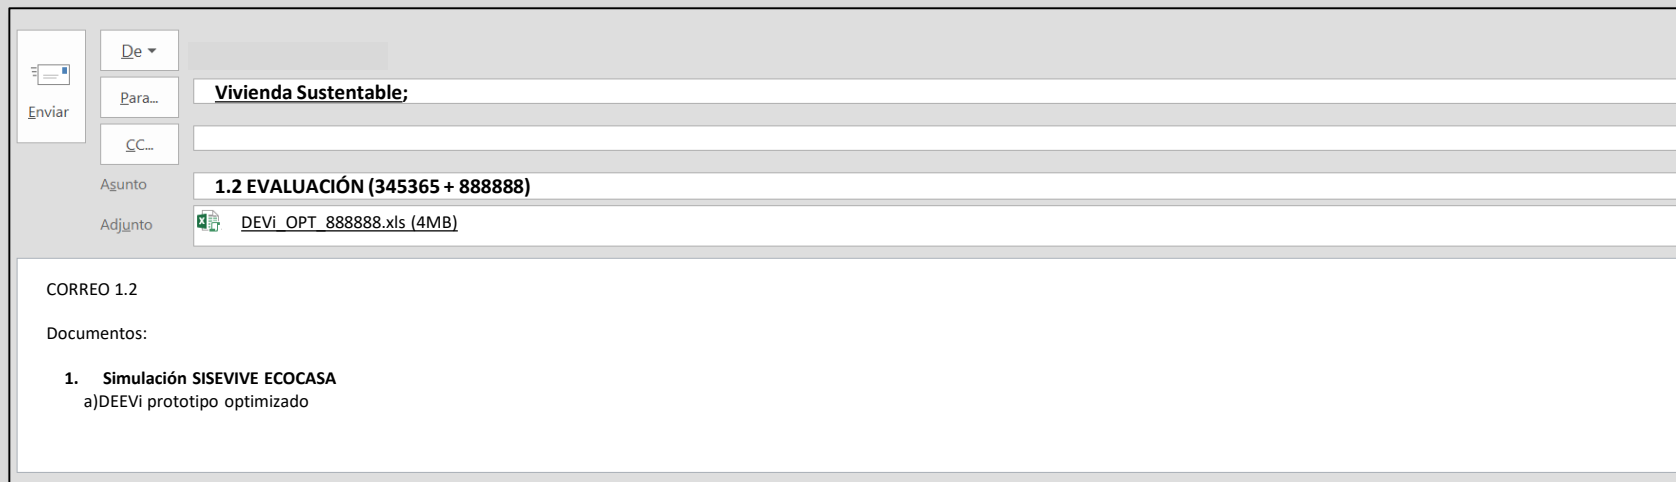 De
Enviar
Para...
Vivienda Sustentable;
CC...
Asunto
1.2 EVALUACIÓN (345365 + 888888)
Adjunto
DEVi_OPT_888888.xls (4MB)
CORREO 1.2
Documentos:
1. Simulación SISEVIVE ECOCASA
a)DEEVi prototipo optimizado